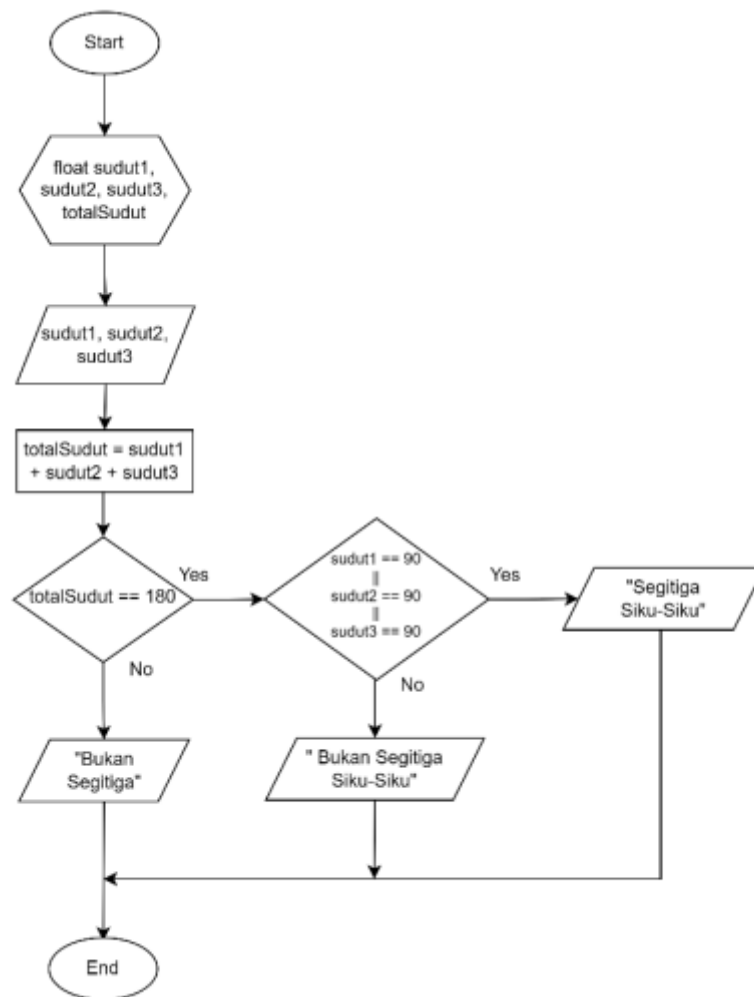 Start
float sudut1,
sudut2, sudut3,
totalSudut
sudut1, sudut2,
sudut3
totalSudut = sudut1
+ sudut2 + sudut3
totalSudut == 180
Yes
No
sudut1 == 90
||
sudut2 == 90
||
sudut3 == 90
Yes
No
"Segitiga
Siku-Siku"
"Bukan
Segitiga"
" Bukan Segitiga
Siku-Siku"
End